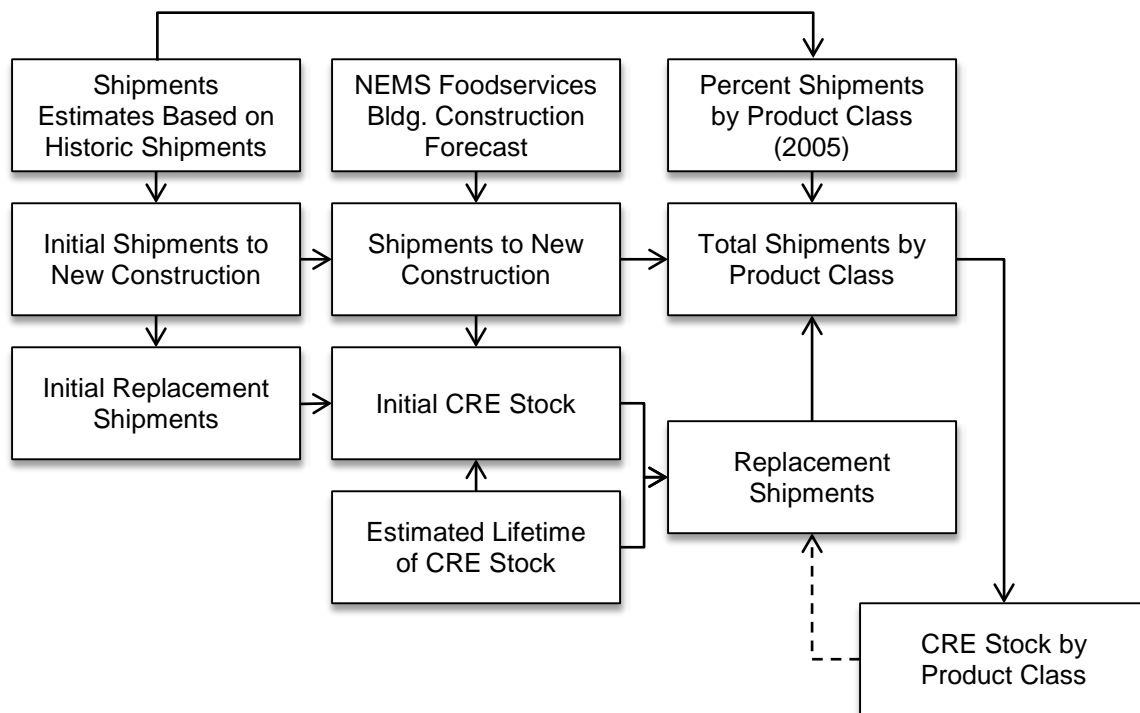 Shipments
Estimates Based on
Historic Shipments
NEMS Foodservices
Bldg. Construction
Forecast
Percent Shipments
by Product Class
(2005)
Initial Shipments to
New Construction
Shipments to New
Construction
Total Shipments by
Product Class
Initial Replacement
Shipments
Initial CRE Stock
Replacement
Shipments
Estimated Lifetime
of CRE Stock
CRE Stock by
Product Class